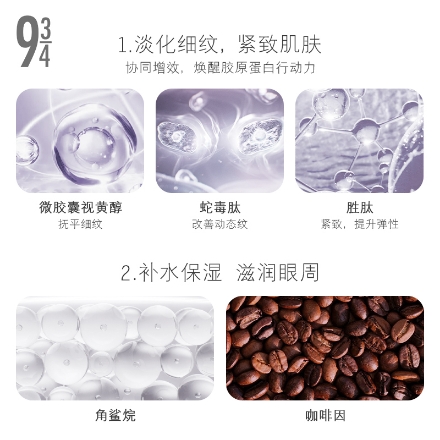 9¾
1.淡化细纹，紧致肌肤
协同增效，焕醒胶原蛋白行动力
微胶囊视黄醇 蛇毒肽 胜肽
抚平细纹 改善动态纹 紧致，提升弹性
2.补水保湿 滋润眼周
角鲨烷 咖啡因